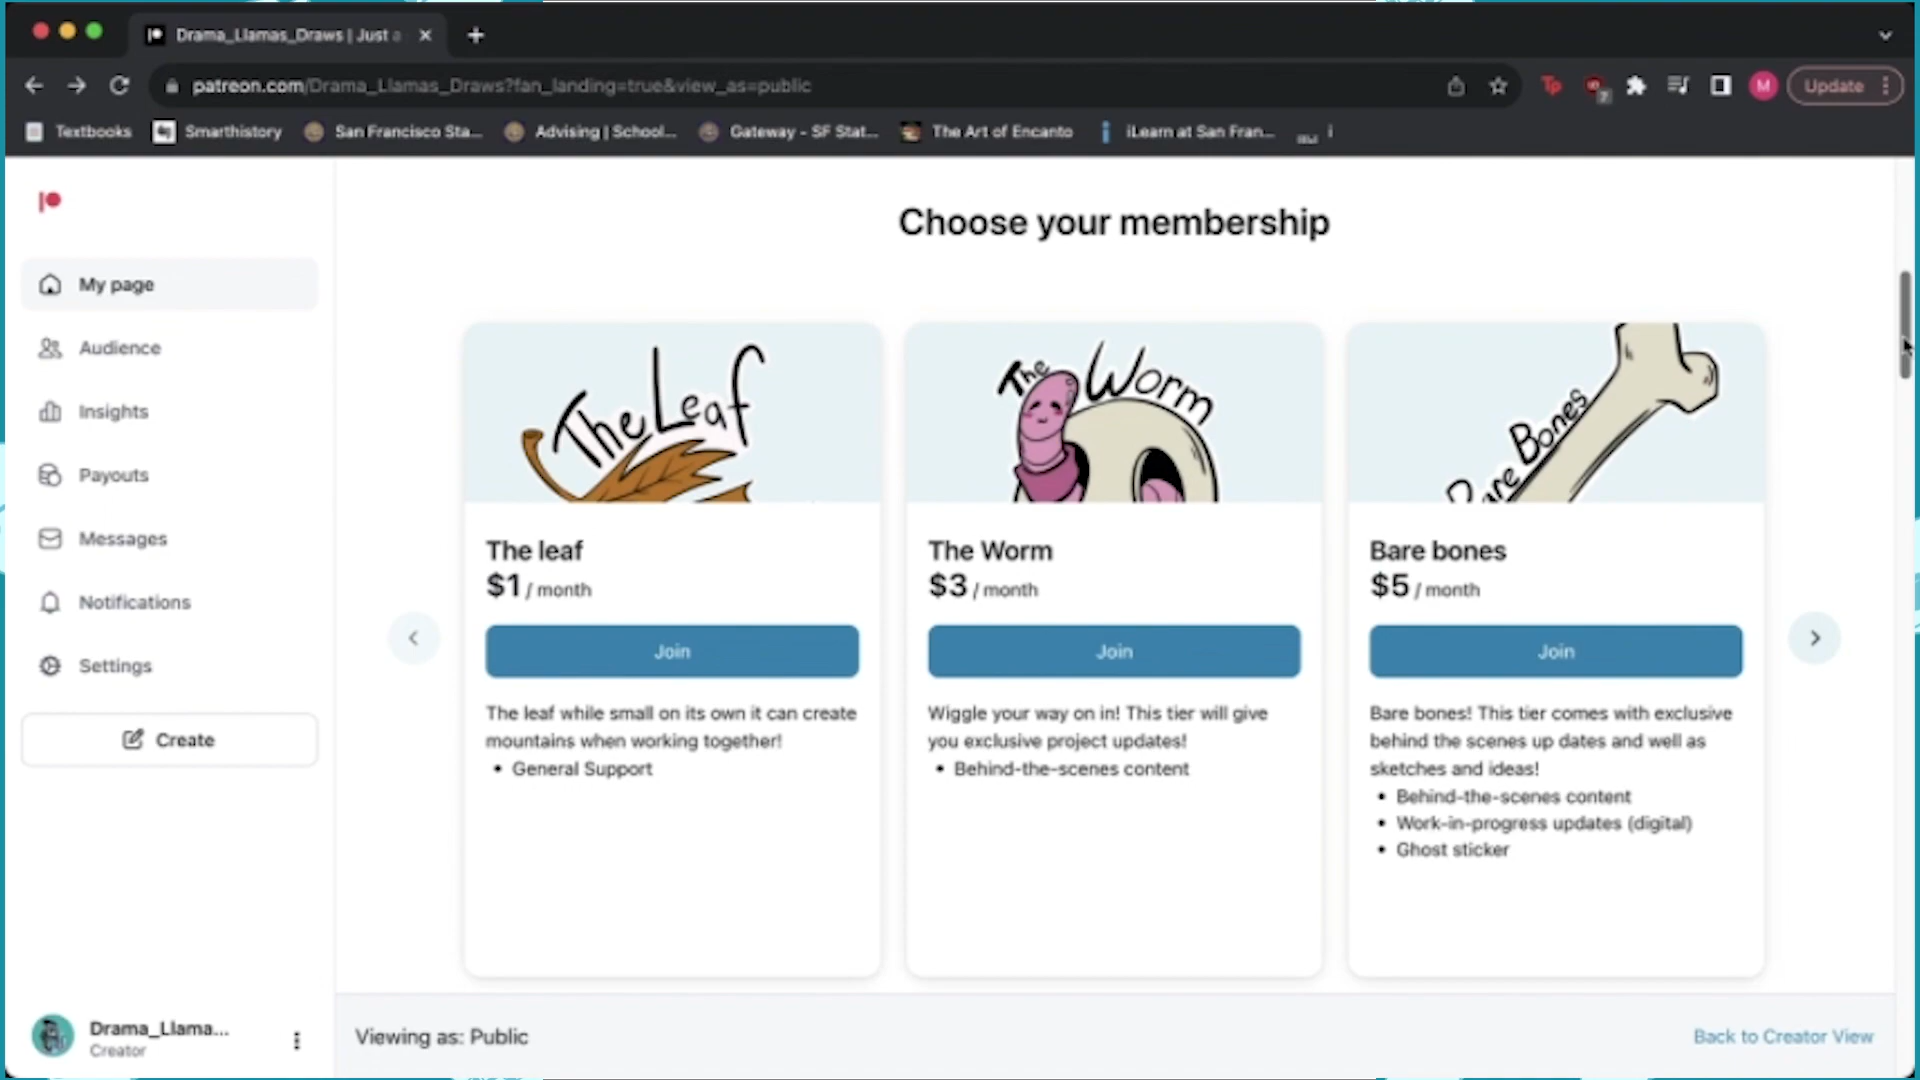 Drama_Llamas_Draws | Just a
patreon.com/Drama_Llamas_Draws?fan_landing=true&view_as=public
Tp
7
M
Update
Textbooks
Smarthistory
San Francisco Sta...
Advising | School...
Gateway - SF Stat...
The Art of Encanto
iLearn at San Fran...
My page
Audience
Insights
Payouts
Messages
Notifications
Settings
Create
Drama_Llama...
Creator
Choose your membership
The Leaf
The leaf
$1 / month
Join
The leaf while small on its own it can create
mountains when working together!
• General Support
The Worm
The Worm
$3 / month
Join
Wiggle your way on in! This tier will give
you exclusive project updates!
• Behind-the-scenes content
Bare Bones
Bare bones
$5 / month
Join
Bare bones! This tier comes with exclusive
behind the scenes up dates and well as
sketches and ideas!
• Behind-the-scenes content
• Work-in-progress updates (digital)
• Ghost sticker
Viewing as: Public
Back to Creator View